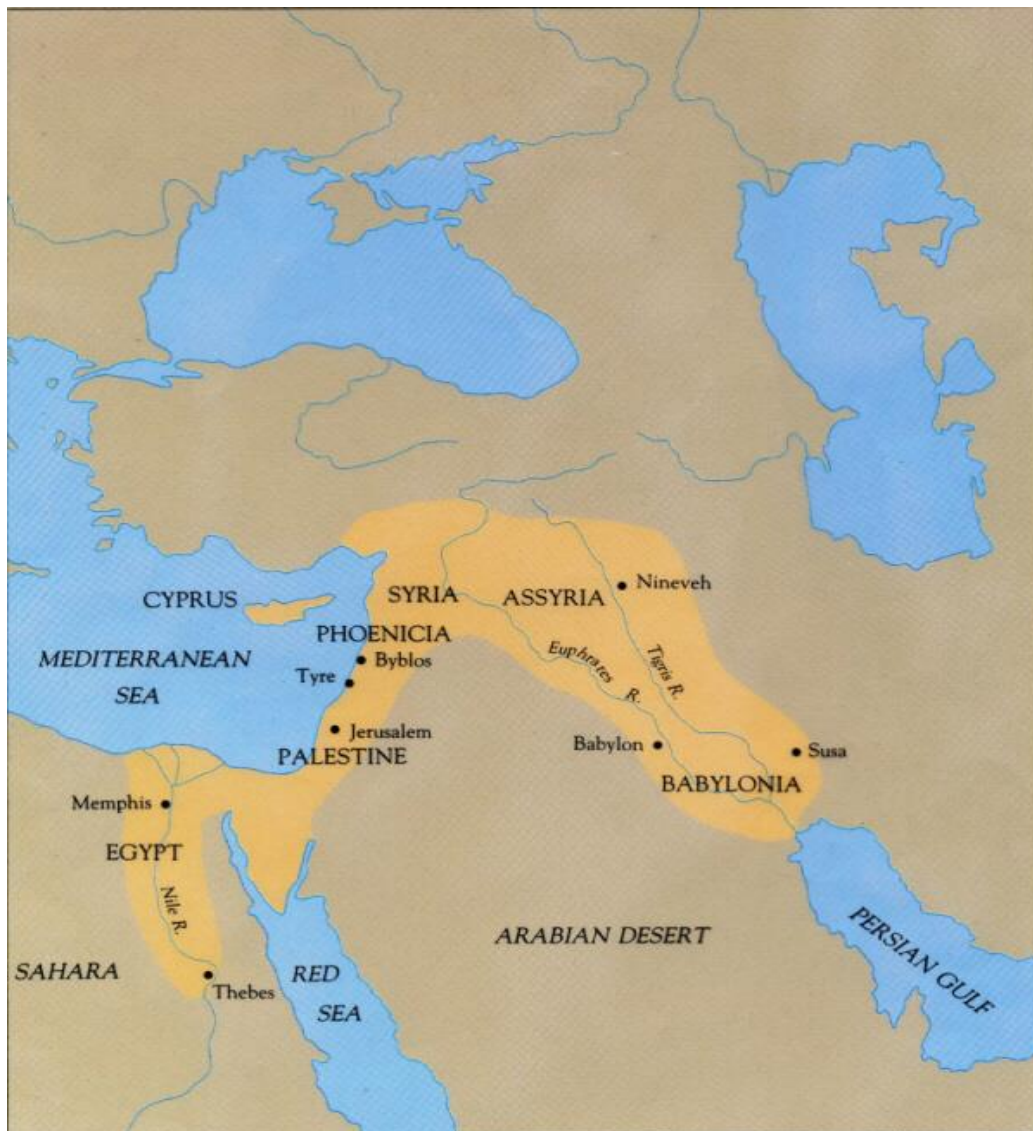 Nineveh
CYPRUS
SYRIA
ASSYRIA
PHOENICIA
MEDITERRANEAN
SEA
Byblos
Tyre
Euphrates R.
Tigris R.
Jerusalem
PALESTINE
Babylon
Susa
BABYLONIA
Memphis
EGYPT
Nile R.
ARABIAN DESERT
PERSIAN GULF
SAHARA
RED
SEA
Thebes